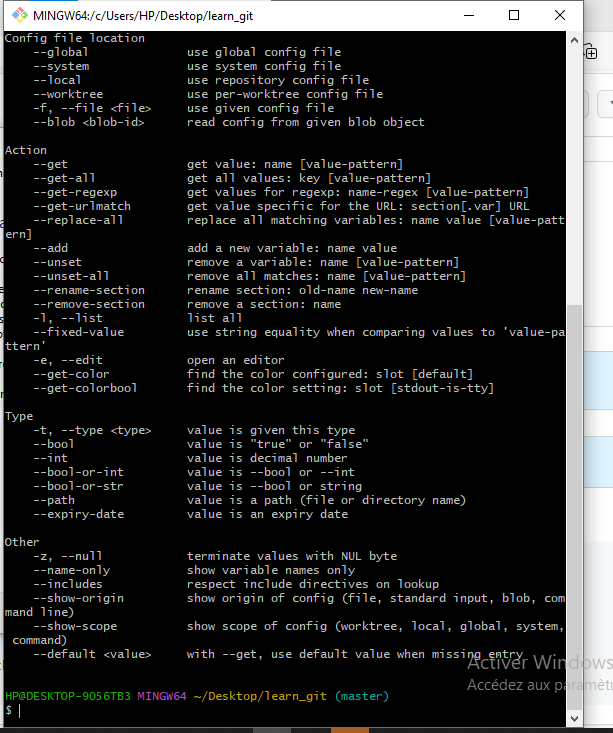 MINGW64:/c/Users/HP/Desktop/learn_git
Config file location
--global use global config file
--system use system config file
--local use repository config file
--worktree use per-worktree config file
-f, --file <file> use given config file
--blob <blob-id> read config from given blob object
Action
--get get value: name [value-pattern]
--get-all get all values: key [value-pattern]
--get-regexp get values for regexp: name-regex [value-pattern]
--get-urlmatch get value specific for the URL: section[.var] URL
--replace-all replace all matching variables: name value [value-patt
ern]
--add add a new variable: name value
--unset remove a variable: name [value-pattern]
--unset-all remove all matches: name [value-pattern]
--rename-section rename section: old-name new-name
--remove-section remove a section: name
-l, --list list all
--fixed-value use string equality when comparing values to 'value-pa
ttern'
-e, --edit open an editor
--get-color find the color configured: slot [default]
--get-colorbool find the color setting: slot [stdout-is-tty]
Type
-t, --type <type> value is given this type
--bool value is "true" or "false"
--int value is decimal number
--bool-or-int value is --bool or --int
--bool-or-str value is --bool or string
--path value is a path (file or directory name)
--expiry-date value is an expiry date
Other
-z, --null terminate values with NUL byte
--name-only show variable names only
--includes respect include directives on lookup
--show-origin show origin of config (file, standard input, blob, com
mand line)
--show-scope show scope of config (worktree, local, global, system,
command)
--default <value> with --get, use default value when missing entry
Activer Windows
Accédez aux paramètr
HP@DESKTOP-9O56TB3 MINGW64 ~/Desktop/learn_git (master)
$